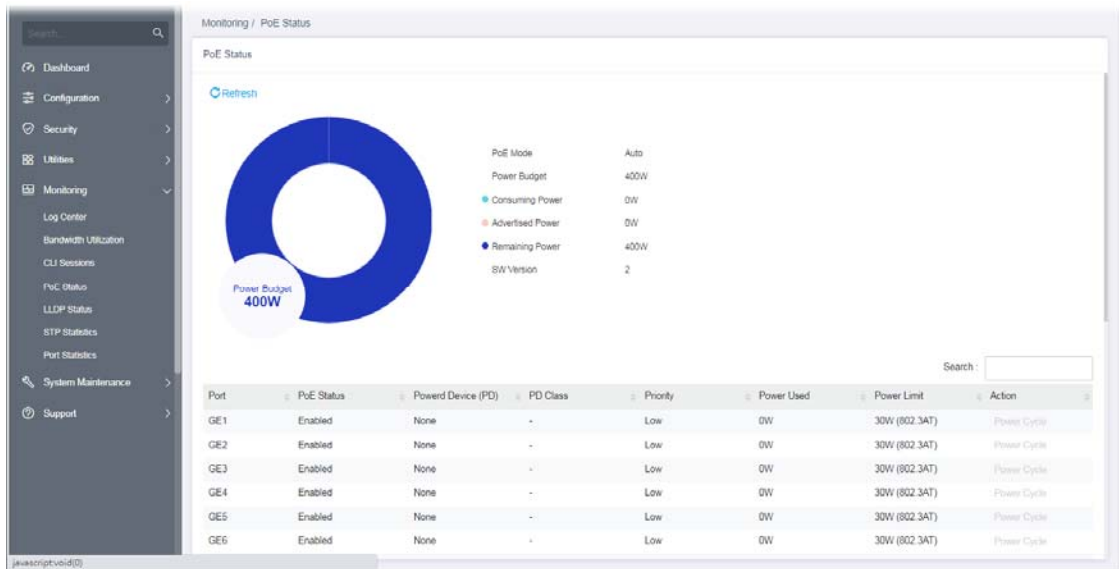 Search...
Dashboard
Configuration
Security
Utilities
Monitoring
Log Center
Bandwidth Utilization
CLI Sessions
PoE Status
LLDP Status
STP Statistics
Port Statistics
System Maintenance
Support
javascript:void(0)
Monitoring / PoE Status
PoE Status
Refresh
Power Budget
400W
PoE Mode Auto
Power Budget 400W
Consuming Power 0W
Advertised Power 0W
Remaining Power 400W
SW Version 2
Search :
Port PoE Status Powerd Device (PD) PD Class Priority Power Used Power Limit Action
GE1 Enabled None - Low 0W 30W (802.3AT) Power Cycle
GE2 Enabled None - Low 0W 30W (802.3AT) Power Cycle
GE3 Enabled None - Low 0W 30W (802.3AT) Power Cycle
GE4 Enabled None - Low 0W 30W (802.3AT) Power Cycle
GE5 Enabled None - Low 0W 30W (802.3AT) Power Cycle
GE6 Enabled None - Low 0W 30W (802.3AT) Power Cycle